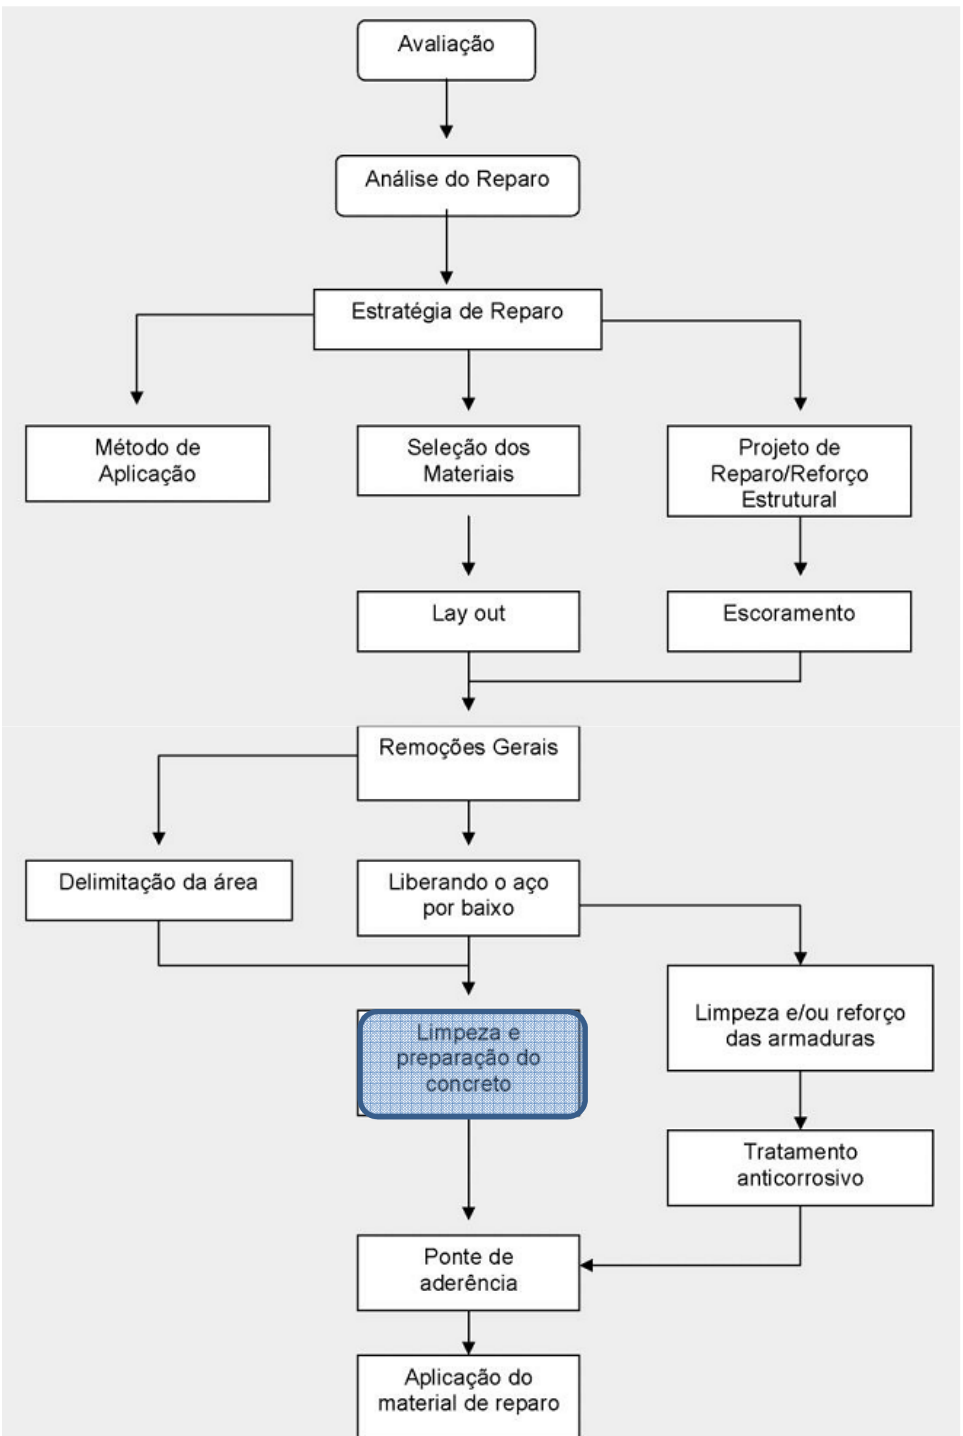 Avaliação
Análise do Reparo
Estratégia de Reparo
Método de
Aplicação
Seleção dos
Materiais
Projeto de
Reparo/Reforço
Estrutural
Lay out
Escoramento
Remoções Gerais
Delimitação da área
Liberando o aço
por baixo
Limpeza e
preparação do
concreto
Limpeza e/ou reforço
das armaduras
Tratamento
anticorrosivo
Ponte de
aderência
Aplicação do
material de reparo